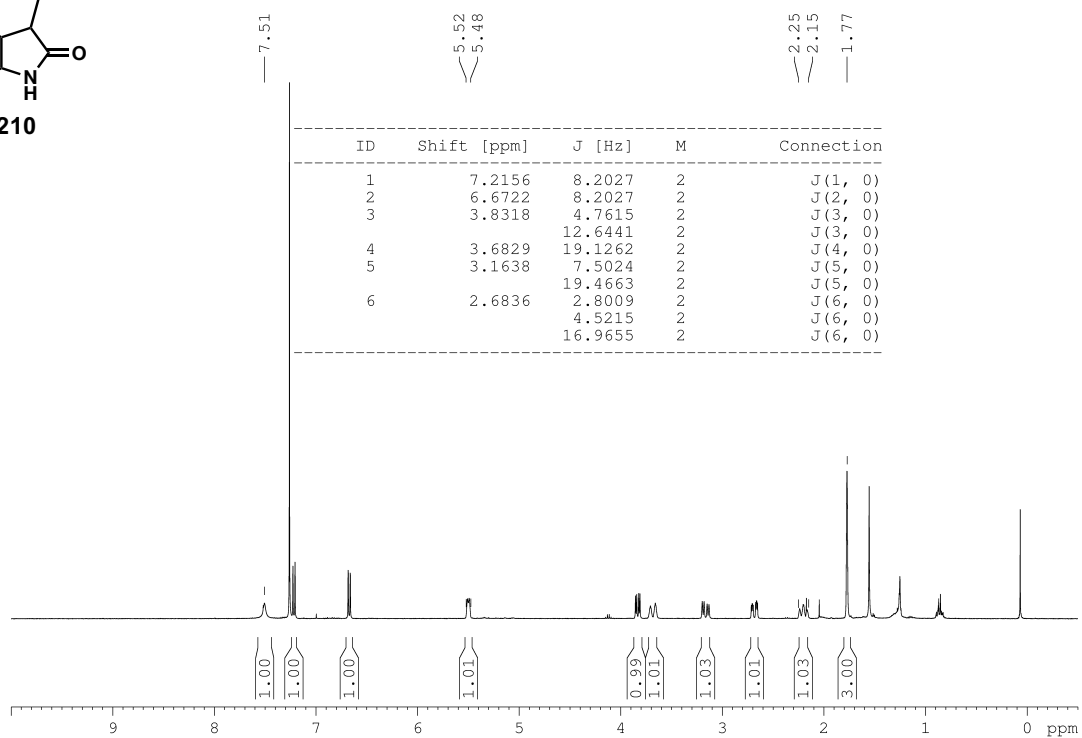 O
N
H
210
7.51
5.52
5.48
2.25
2.15
1.77
ID Shift [ppm] J [Hz] M Connection
1 7.2156 8.2027 2 J(1, 0)
2 6.6722 8.2027 2 J(2, 0)
3 3.8318 4.7615 2 J(3, 0)
12.6441 2 J(3, 0)
4 3.6829 19.1262 2 J(4, 0)
5 3.1638 7.5024 2 J(5, 0)
19.4663 2 J(5, 0)
6 2.6836 2.8009 2 J(6, 0)
4.5215 2 J(6, 0)
16.9655 2 J(6, 0)
1.00
1.00
1.00
1.01
0.99
1.01
1.03
1.01
1.03
3.00
9 8 7 6 5 4 3 2 1 0 ppm